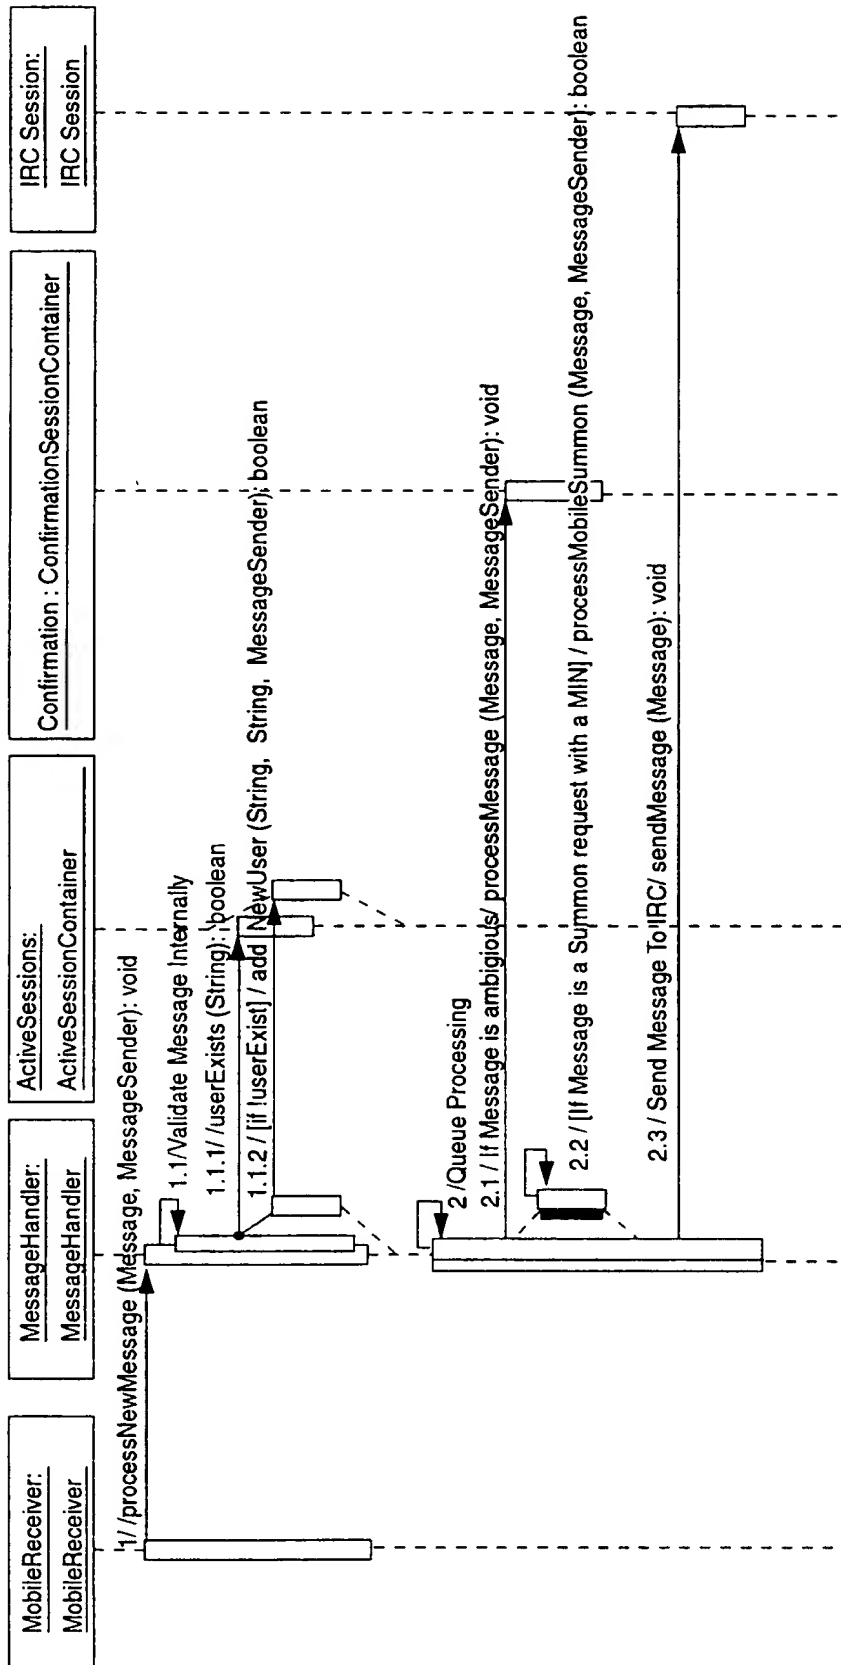 MobileReceiver:
MobileReceiver
MessageHandler:
MessageHandler
ActiveSessions:
ActiveSessionContainer
Confirmation : ConfirmationSessionContainer
IRC Session:
IRC Session
1/ /processNewMessage (Message, MessageSender): void
1.1/Validate Message Internally
1.1.1/ /userExists (String): boolean
1.1.2 / [if !userExist] / add NewUser (String, String, MessageSender): boolean
2 /Queue Processing
2.1 / If Message is ambigious/ processMessage (Message, MessageSender): void
2.2 / [If Message is a Summon request with a MIN] / processMobileSummon (Message, MessageSender): boolean
2.3 / Send Message To IRC/ sendMessage (Message): void